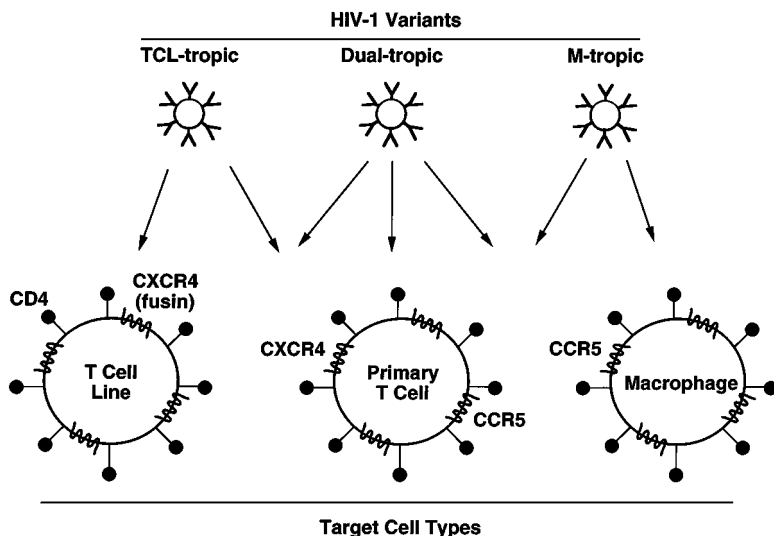 HIV-1 Variants
TCL-tropic
Dual-tropic
M-tropic
CD4
CXCR4
(fusin)
T Cell
Line
CXCR4
Primary
T Cell
CCR5
CCR5
Macrophage
Target Cell Types